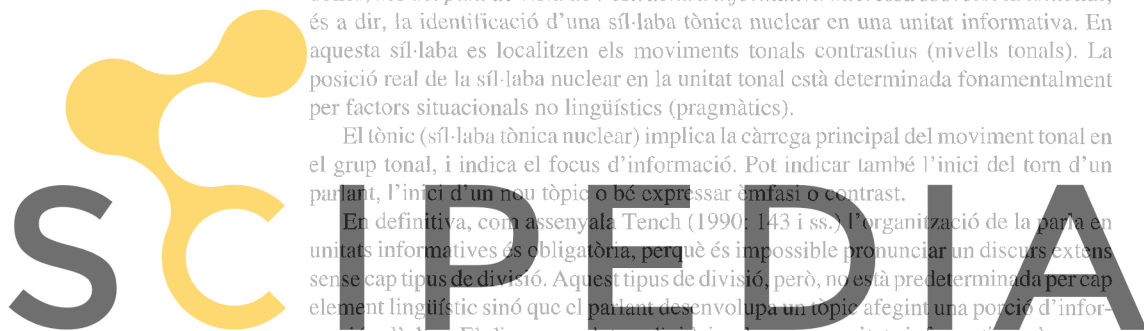 és a dir, la identificació d'una síl·laba tònica nuclear en una unitat informativa. En
aquesta síl·laba es localitzen els moviments tonals contrastius (nivells tonals). La
posició real de la síl·laba nuclear en la unitat tonal està determinada fonamentalment
per factors situacionals no lingüístics (pragmàtics).
El tònic (síl·laba tònica nuclear) implica la càrrega principal del moviment tonal en
el grup tonal, i indica el focus d'informació. Pot indicar també l'inici del torn d'un
parlant, l'inici d'un nou tòpic o bé expressar èmfasi o contrast.
En definitiva, com assenyala Tench (1990: 143 i ss.) l'organització de la parla en
unitats informatives és obligatòria, perquè és impossible pronunciar un discurs extens
sense cap tipus de divisió. Aquest tipus de divisió, però, no està predeterminada per cap
element lingüístic sinó que el parlant desenvolupa un tòpic afegint una porció d'infor-
SCIPEDIA